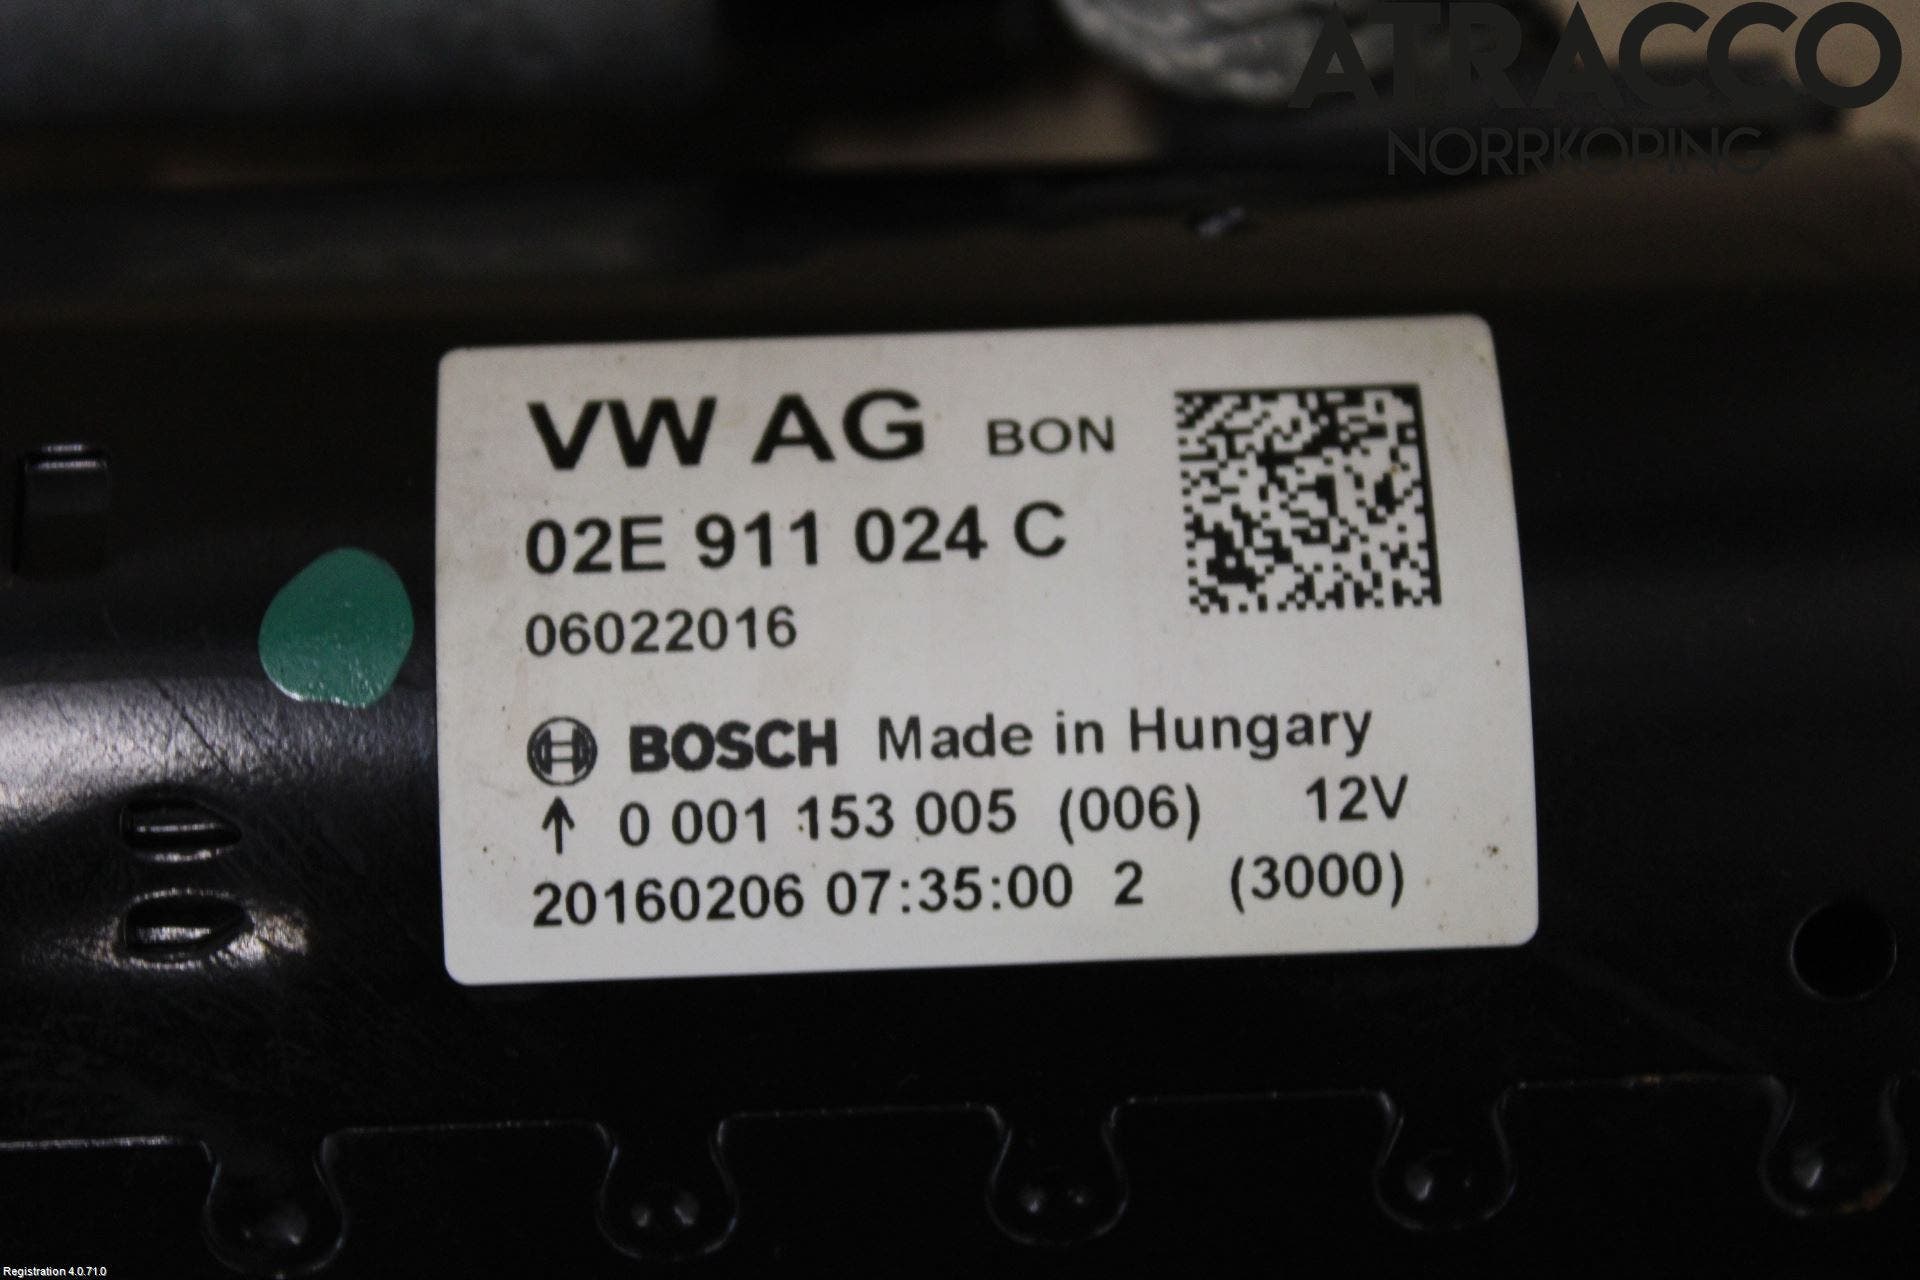 ATRACCO
NORRKÖPING
VW AG BON
02E 911 024 C
06022016
BOSCH Made in Hungary
↑ 0 001 153 005 (006) 12V
20160206 07:35:00 2 (3000)
Registration 4.0.71.0